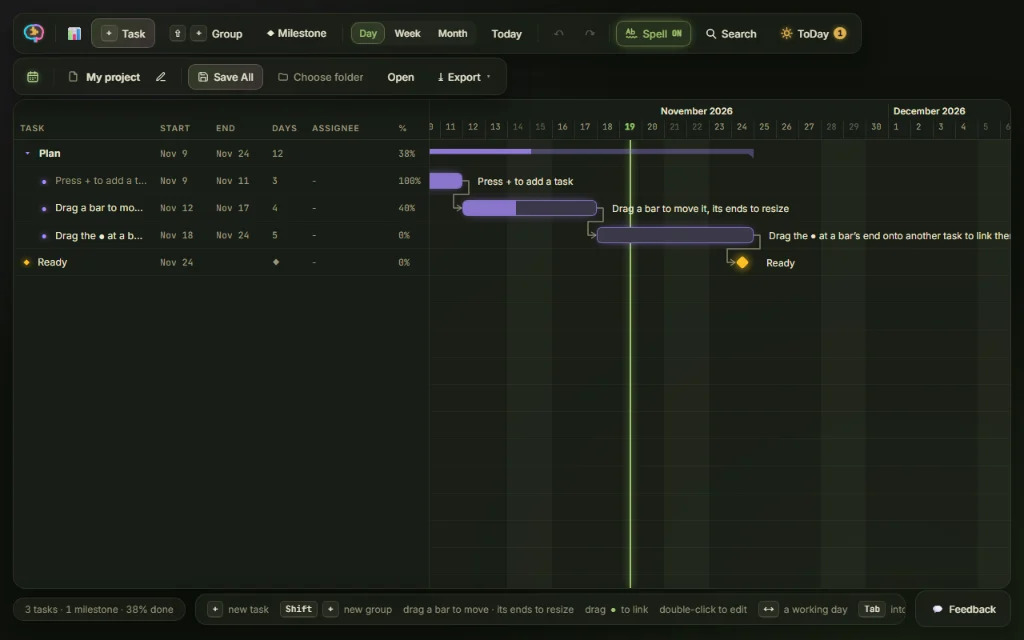 + Task ⇧ + Group ◆ Milestone Day Week Month Today Ab Spell ON Search ToDay 1
My project Save All Choose folder Open Export
November 2026 December 2026
TASK START END DAYS ASSIGNEE %
11 12 13 14 15 16 17 18 19 20 21 22 23 24 25 26 27 28 29 30 1 2 3 4 5 6
Plan Nov 9 Nov 24 12 38%
Press + to add a t... Nov 9 Nov 11 3 - 100% Press + to add a task
Drag a bar to mo... Nov 12 Nov 17 4 - 40% Drag a bar to move it, its ends to resize
Drag the ● at a b... Nov 18 Nov 24 5 - 0% Drag the ● at a bar's end onto another task to link ther
Ready Nov 24 ◆ - 0% Ready
3 tasks · 1 milestone · 38% done + new task Shift + new group drag a bar to move · its ends to resize drag ● to link double-click to edit ↔ a working day Tab into Feedback